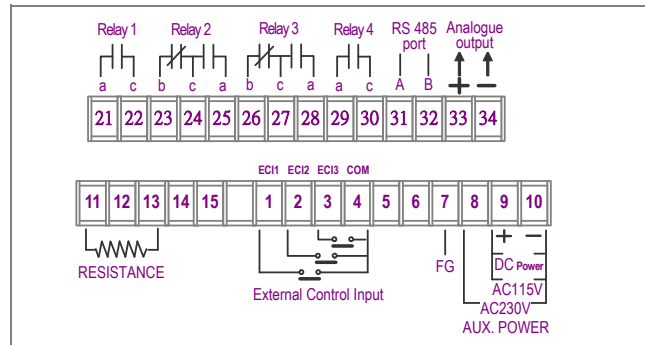 Relay 1 Relay 2 Relay 3 Relay 4 RS 485 port Analogue output
a c b c a b c a a c A B + −
21 22 23 24 25 26 27 28 29 30 31 32 33 34
ECI1 ECI2 ECI3 COM
11 12 13 14 15 1 2 3 4 5 6 7 8 9 10
+ −
RESISTANCE
External Control Input
FG
DC Power
AC115V
AC230V
AUX. POWER